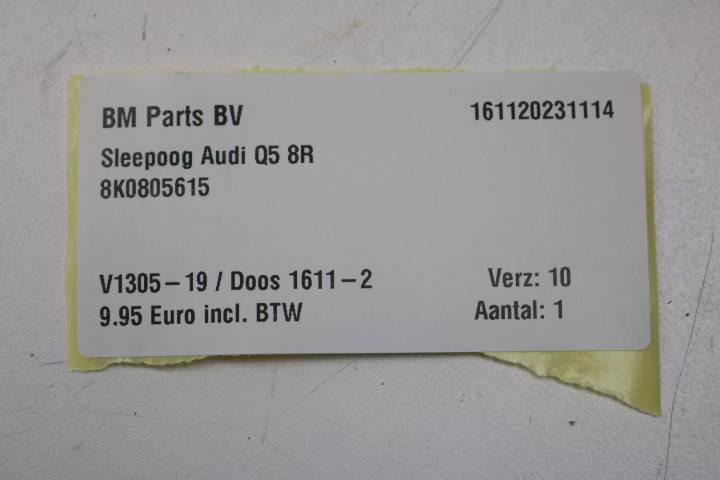 BM Parts BV 161120231114
Sleepoog Audi Q5 8R
8K0805615
V1305-19 / Doos 1611-2 Verz: 10
9.95 Euro incl. BTW Aantal: 1